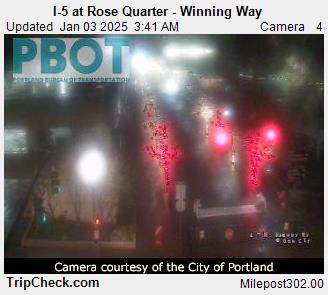 I-5 at Rose Quarter - Winning Way
Updated Jan 03 2025 3:41 AM Camera 4
PBOT
PORTLAND BUREAU OF TRANSPORTATION
Camera courtesy of the City of Portland
TripCheck.com Milepost302.00